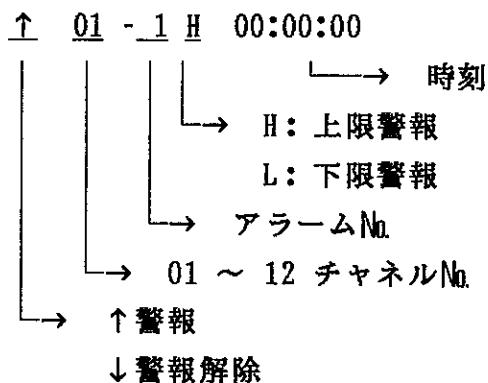 ↑ 01 - 1 H 00:00:00
時刻
H: 上限警報
L: 下限警報
アラーム№
01 ～ 12 チャネル№
↑警報
↓警報解除